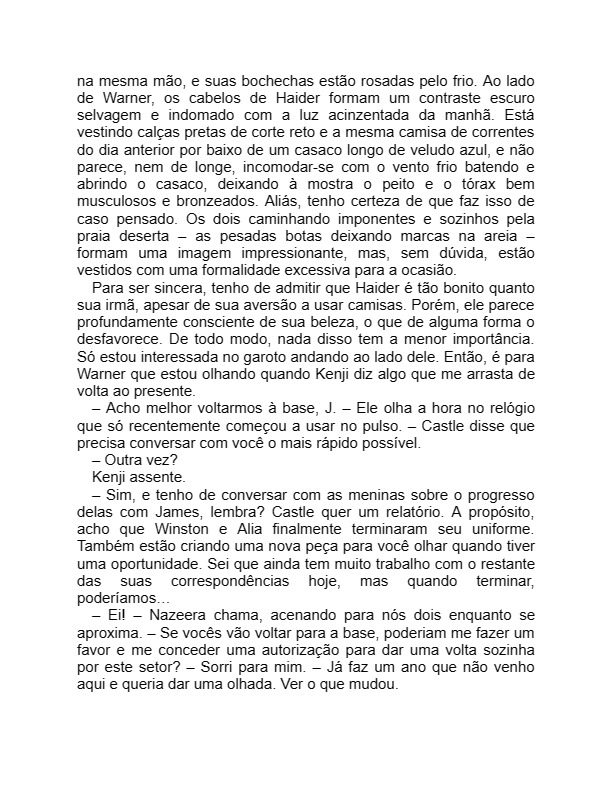 na mesma mão, e suas bochechas estão rosadas pelo frio. Ao lado
de Warner, os cabelos de Haider formam um contraste escuro
selvagem e indomado com a luz acinzentada da manhã. Está
vestindo calças pretas de corte reto e a mesma camisa de correntes
do dia anterior por baixo de um casaco longo de veludo azul, e não
parece, nem de longe, incomodar-se com o vento frio batendo e
abrindo o casaco, deixando à mostra o peito e o tórax bem
musculosos e bronzeados. Aliás, tenho certeza de que faz isso de
caso pensado. Os dois caminhando imponentes e sozinhos pela
praia deserta – as pesadas botas deixando marcas na areia –
formam uma imagem impressionante, mas, sem dúvida, estão
vestidos com uma formalidade excessiva para a ocasião.
Para ser sincera, tenho de admitir que Haider é tão bonito quanto
sua irmã, apesar de sua aversão a usar camisas. Porém, ele parece
profundamente consciente de sua beleza, o que de alguma forma o
desfavorece. De todo modo, nada disso tem a menor importância.
Só estou interessada no garoto andando ao lado dele. Então, é para
Warner que estou olhando quando Kenji diz algo que me arrasta de
volta ao presente.
– Acho melhor voltarmos à base, J. – Ele olha a hora no relógio
que só recentemente começou a usar no pulso. – Castle disse que
precisa conversar com você o mais rápido possível.
– Outra vez?
Kenji assente.
– Sim, e tenho de conversar com as meninas sobre o progresso
delas com James, lembra? Castle quer um relatório. A propósito,
acho que Winston e Alia finalmente terminaram seu uniforme.
Também estão criando uma nova peça para você olhar quando tiver
uma oportunidade. Sei que ainda tem muito trabalho com o restante
das suas correspondências hoje, mas quando terminar,
poderíamos…
– Ei! – Nazeera chama, acenando para nós dois enquanto se
aproxima. – Se vocês vão voltar para a base, poderiam me fazer um
favor e me conceder uma autorização para dar uma volta sozinha
por este setor? – Sorri para mim. – Já faz um ano que não venho
aqui e queria dar uma olhada. Ver o que mudou.